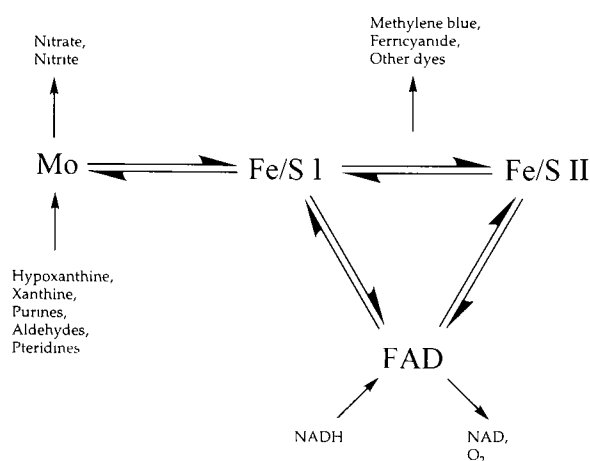 Nitrate,
Nitrite
Methylene blue,
Ferricyanide,
Other dyes
Mo
Fe/S I
Fe/S II
Hypoxanthine,
Xanthine,
Purines,
Aldehydes,
Pteridines
FAD
NADH
NAD,
O₂